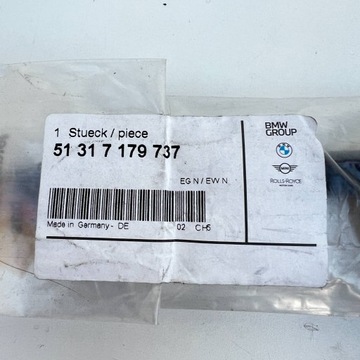 1 Stueck / piece
51 31 7 179 737
EG N / EW N
Made in Germany - DE 02 CH6
BMW
GROUP
ROLLS-ROYCE